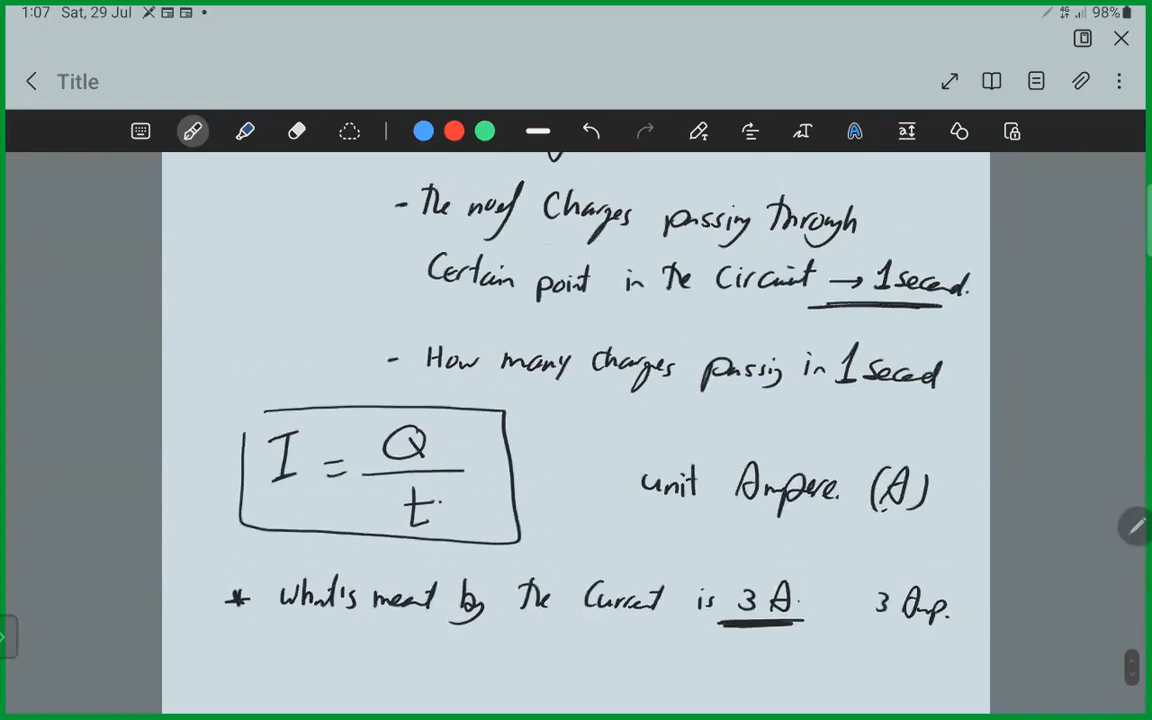 1:07 Sat, 29 Jul
4G 98%
Title
- The no of Charges passing through
Certain point in the Circuit → 1 second.
- How many charges passing in 1 second
I = Q / t
unit Ampere. (A)
* What's meant by the Current is 3 A. 3 Amp.